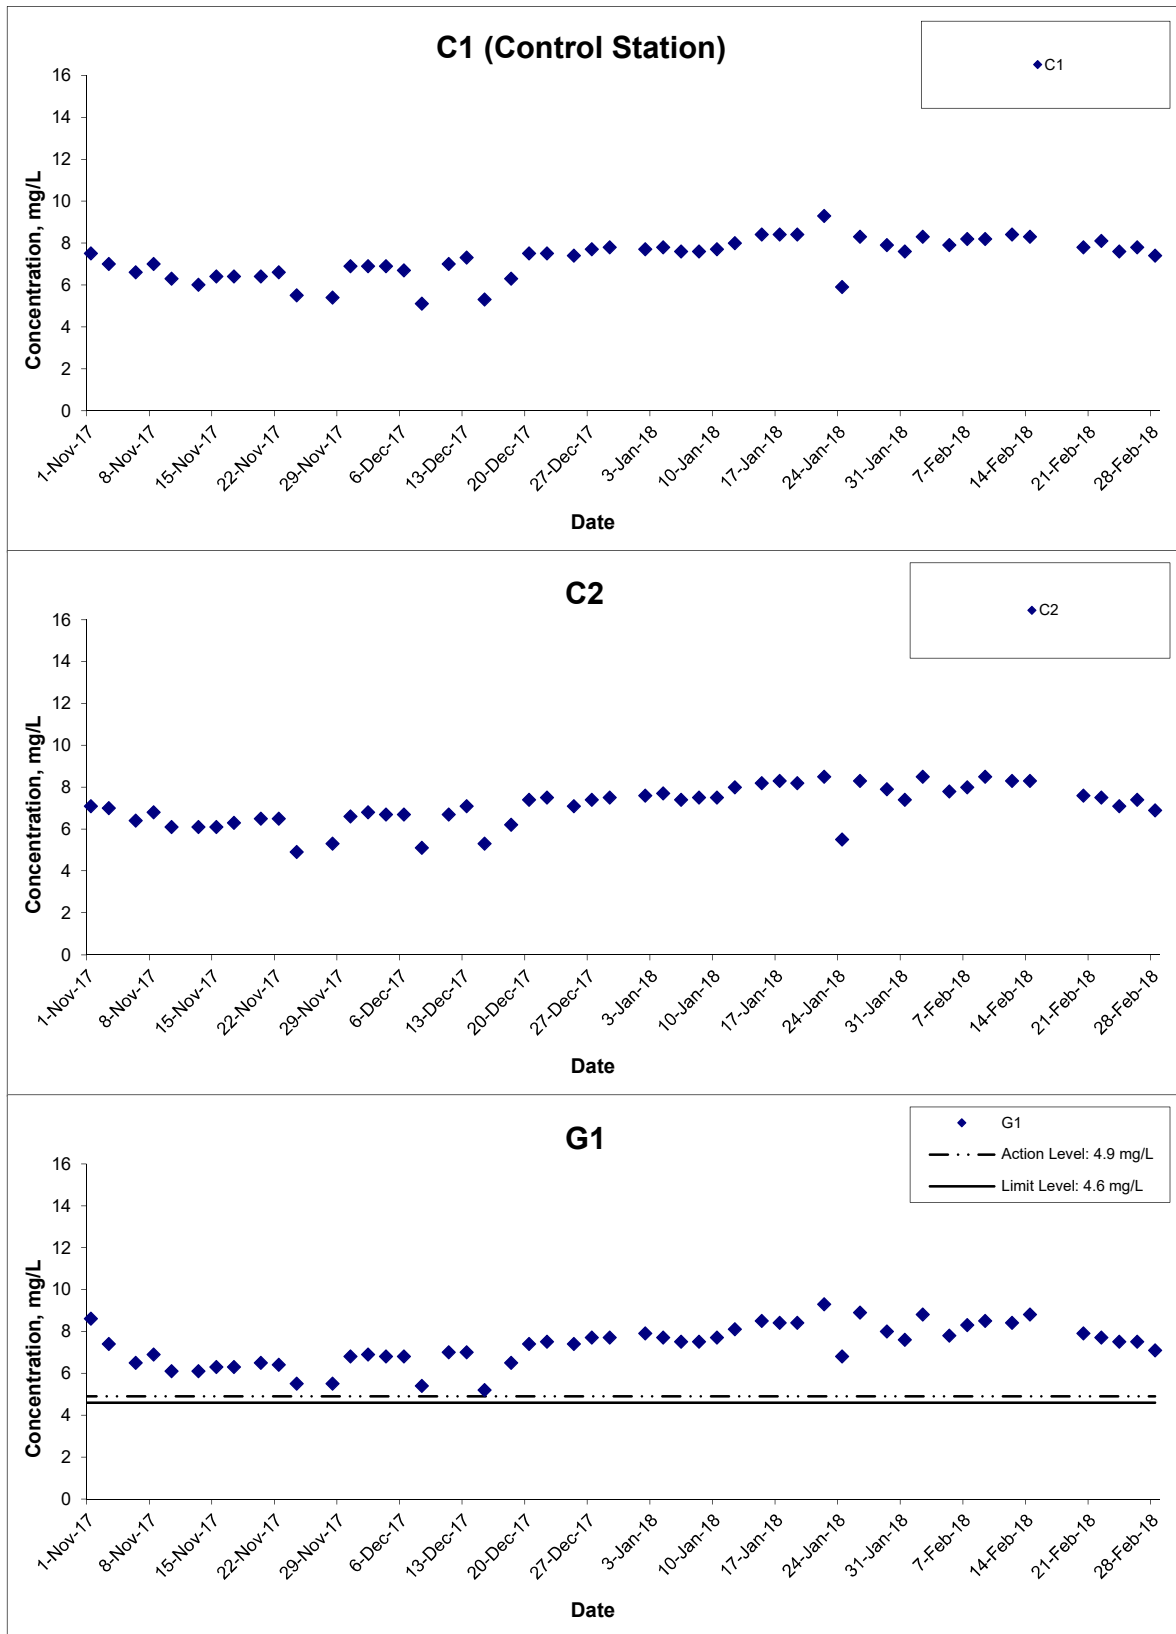 C1 (Control Station)
C1
16
14
12
10
8
6
4
2
0
Concentration, mg/L
1-Nov-17
8-Nov-17
15-Nov-17
22-Nov-17
29-Nov-17
6-Dec-17
13-Dec-17
20-Dec-17
27-Dec-17
3-Jan-18
10-Jan-18
17-Jan-18
24-Jan-18
31-Jan-18
7-Feb-18
14-Feb-18
21-Feb-18
28-Feb-18
Date
C2
C2
16
14
12
10
8
6
4
2
0
Concentration, mg/L
1-Nov-17
8-Nov-17
15-Nov-17
22-Nov-17
29-Nov-17
6-Dec-17
13-Dec-17
20-Dec-17
27-Dec-17
3-Jan-18
10-Jan-18
17-Jan-18
24-Jan-18
31-Jan-18
7-Feb-18
14-Feb-18
21-Feb-18
28-Feb-18
Date
G1
G1
Action Level: 4.9 mg/L
Limit Level: 4.6 mg/L
16
14
12
10
8
6
4
2
0
Concentration, mg/L
1-Nov-17
8-Nov-17
15-Nov-17
22-Nov-17
29-Nov-17
6-Dec-17
13-Dec-17
20-Dec-17
27-Dec-17
3-Jan-18
10-Jan-18
17-Jan-18
24-Jan-18
31-Jan-18
7-Feb-18
14-Feb-18
21-Feb-18
28-Feb-18
Date